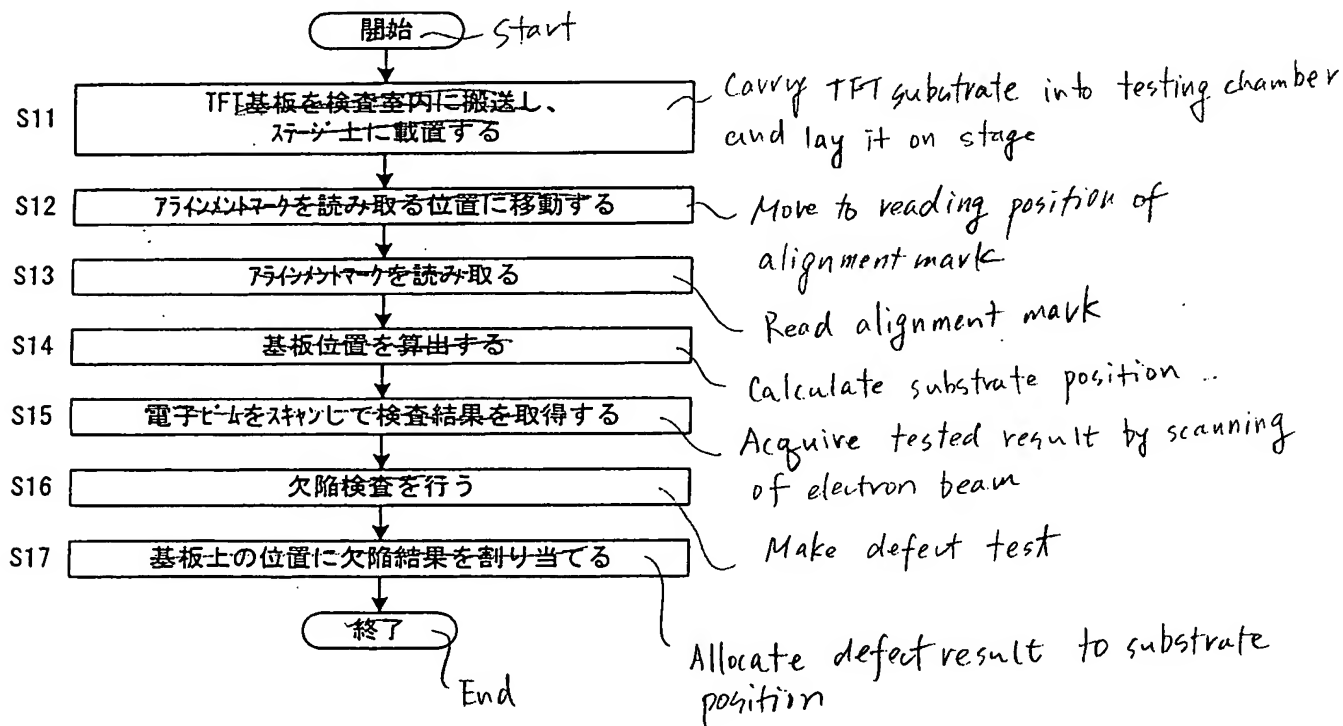 開始 Start
S11 TFT基板を検査室内に搬送し、
ステージ上に載置する
Carry TFT substrate into testing chamber
and lay it on stage
S12 アラインメントマークを読み取る位置に移動する
Move to reading position of
alignment mark
S13 アラインメントマークを読み取る
Read alignment mark
S14 基板位置を算出する
Calculate substrate position ..
S15 電子ビームをスキャンして検査結果を取得する
Acquire tested result by scanning
of electron beam
S16 欠陥検査を行う
Make defect test
S17 基板上の位置に欠陥結果を割り当てる
Allocate defect result to substrate
position
終了 End